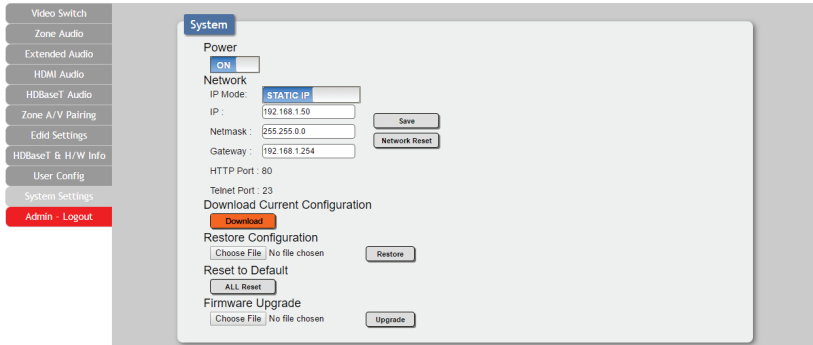 Video Switch
Zone Audio
Extended Audio
HDMI Audio
HDBaseT Audio
Zone A/V Pairing
Edid Settings
HDBaseT & H/W Info
User Config
System Settings
Admin - Logout
System
Power
ON
Network
IP Mode: STATIC IP
IP : 192.168.1.50
Save
Netmask : 255.255.0.0
Network Reset
Gateway : 192.168.1.254
HTTP Port : 80
Telnet Port : 23
Download Current Configuration
Download
Restore Configuration
Choose File No file chosen Restore
Reset to Default
ALL Reset
Firmware Upgrade
Choose File No file chosen Upgrade